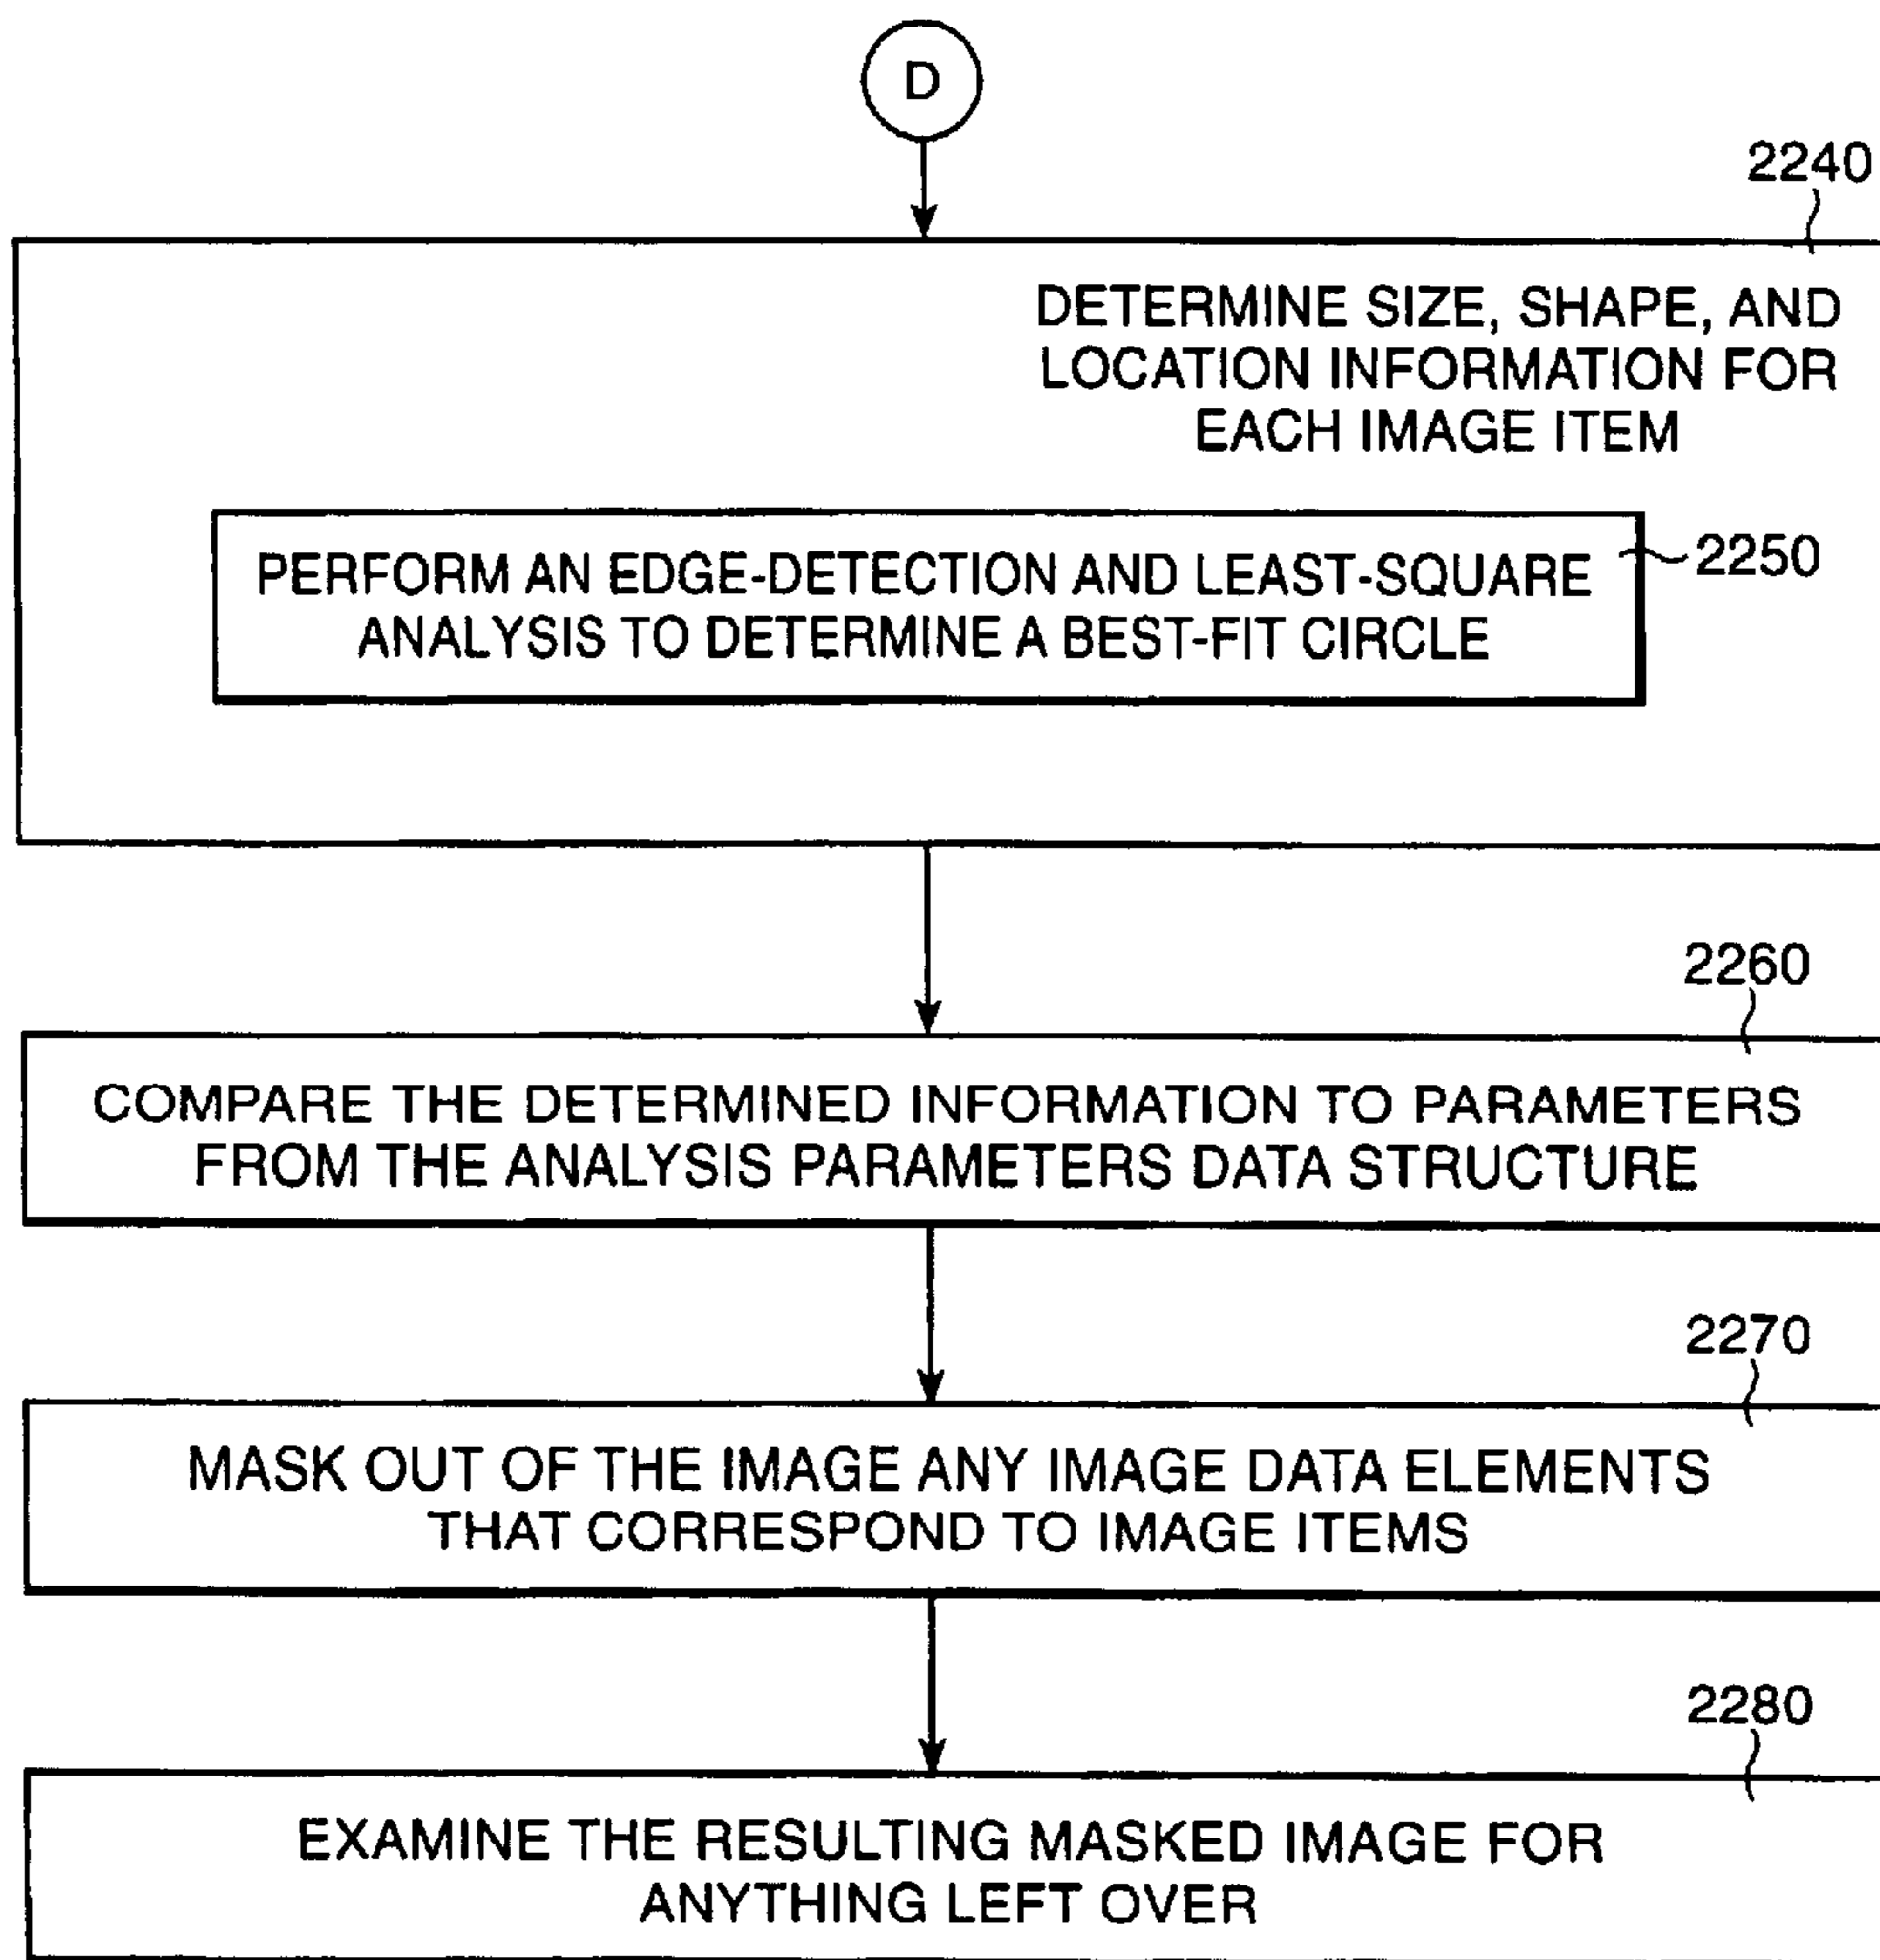 D
2240
DETERMINE SIZE, SHAPE, AND
LOCATION INFORMATION FOR
EACH IMAGE ITEM
PERFORM AN EDGE-DETECTION AND LEAST-SQUARE
ANALYSIS TO DETERMINE A BEST-FIT CIRCLE
2250
2260
COMPARE THE DETERMINED INFORMATION TO PARAMETERS
FROM THE ANALYSIS PARAMETERS DATA STRUCTURE
2270
MASK OUT OF THE IMAGE ANY IMAGE DATA ELEMENTS
THAT CORRESPOND TO IMAGE ITEMS
2280
EXAMINE THE RESULTING MASKED IMAGE FOR
ANYTHING LEFT OVER